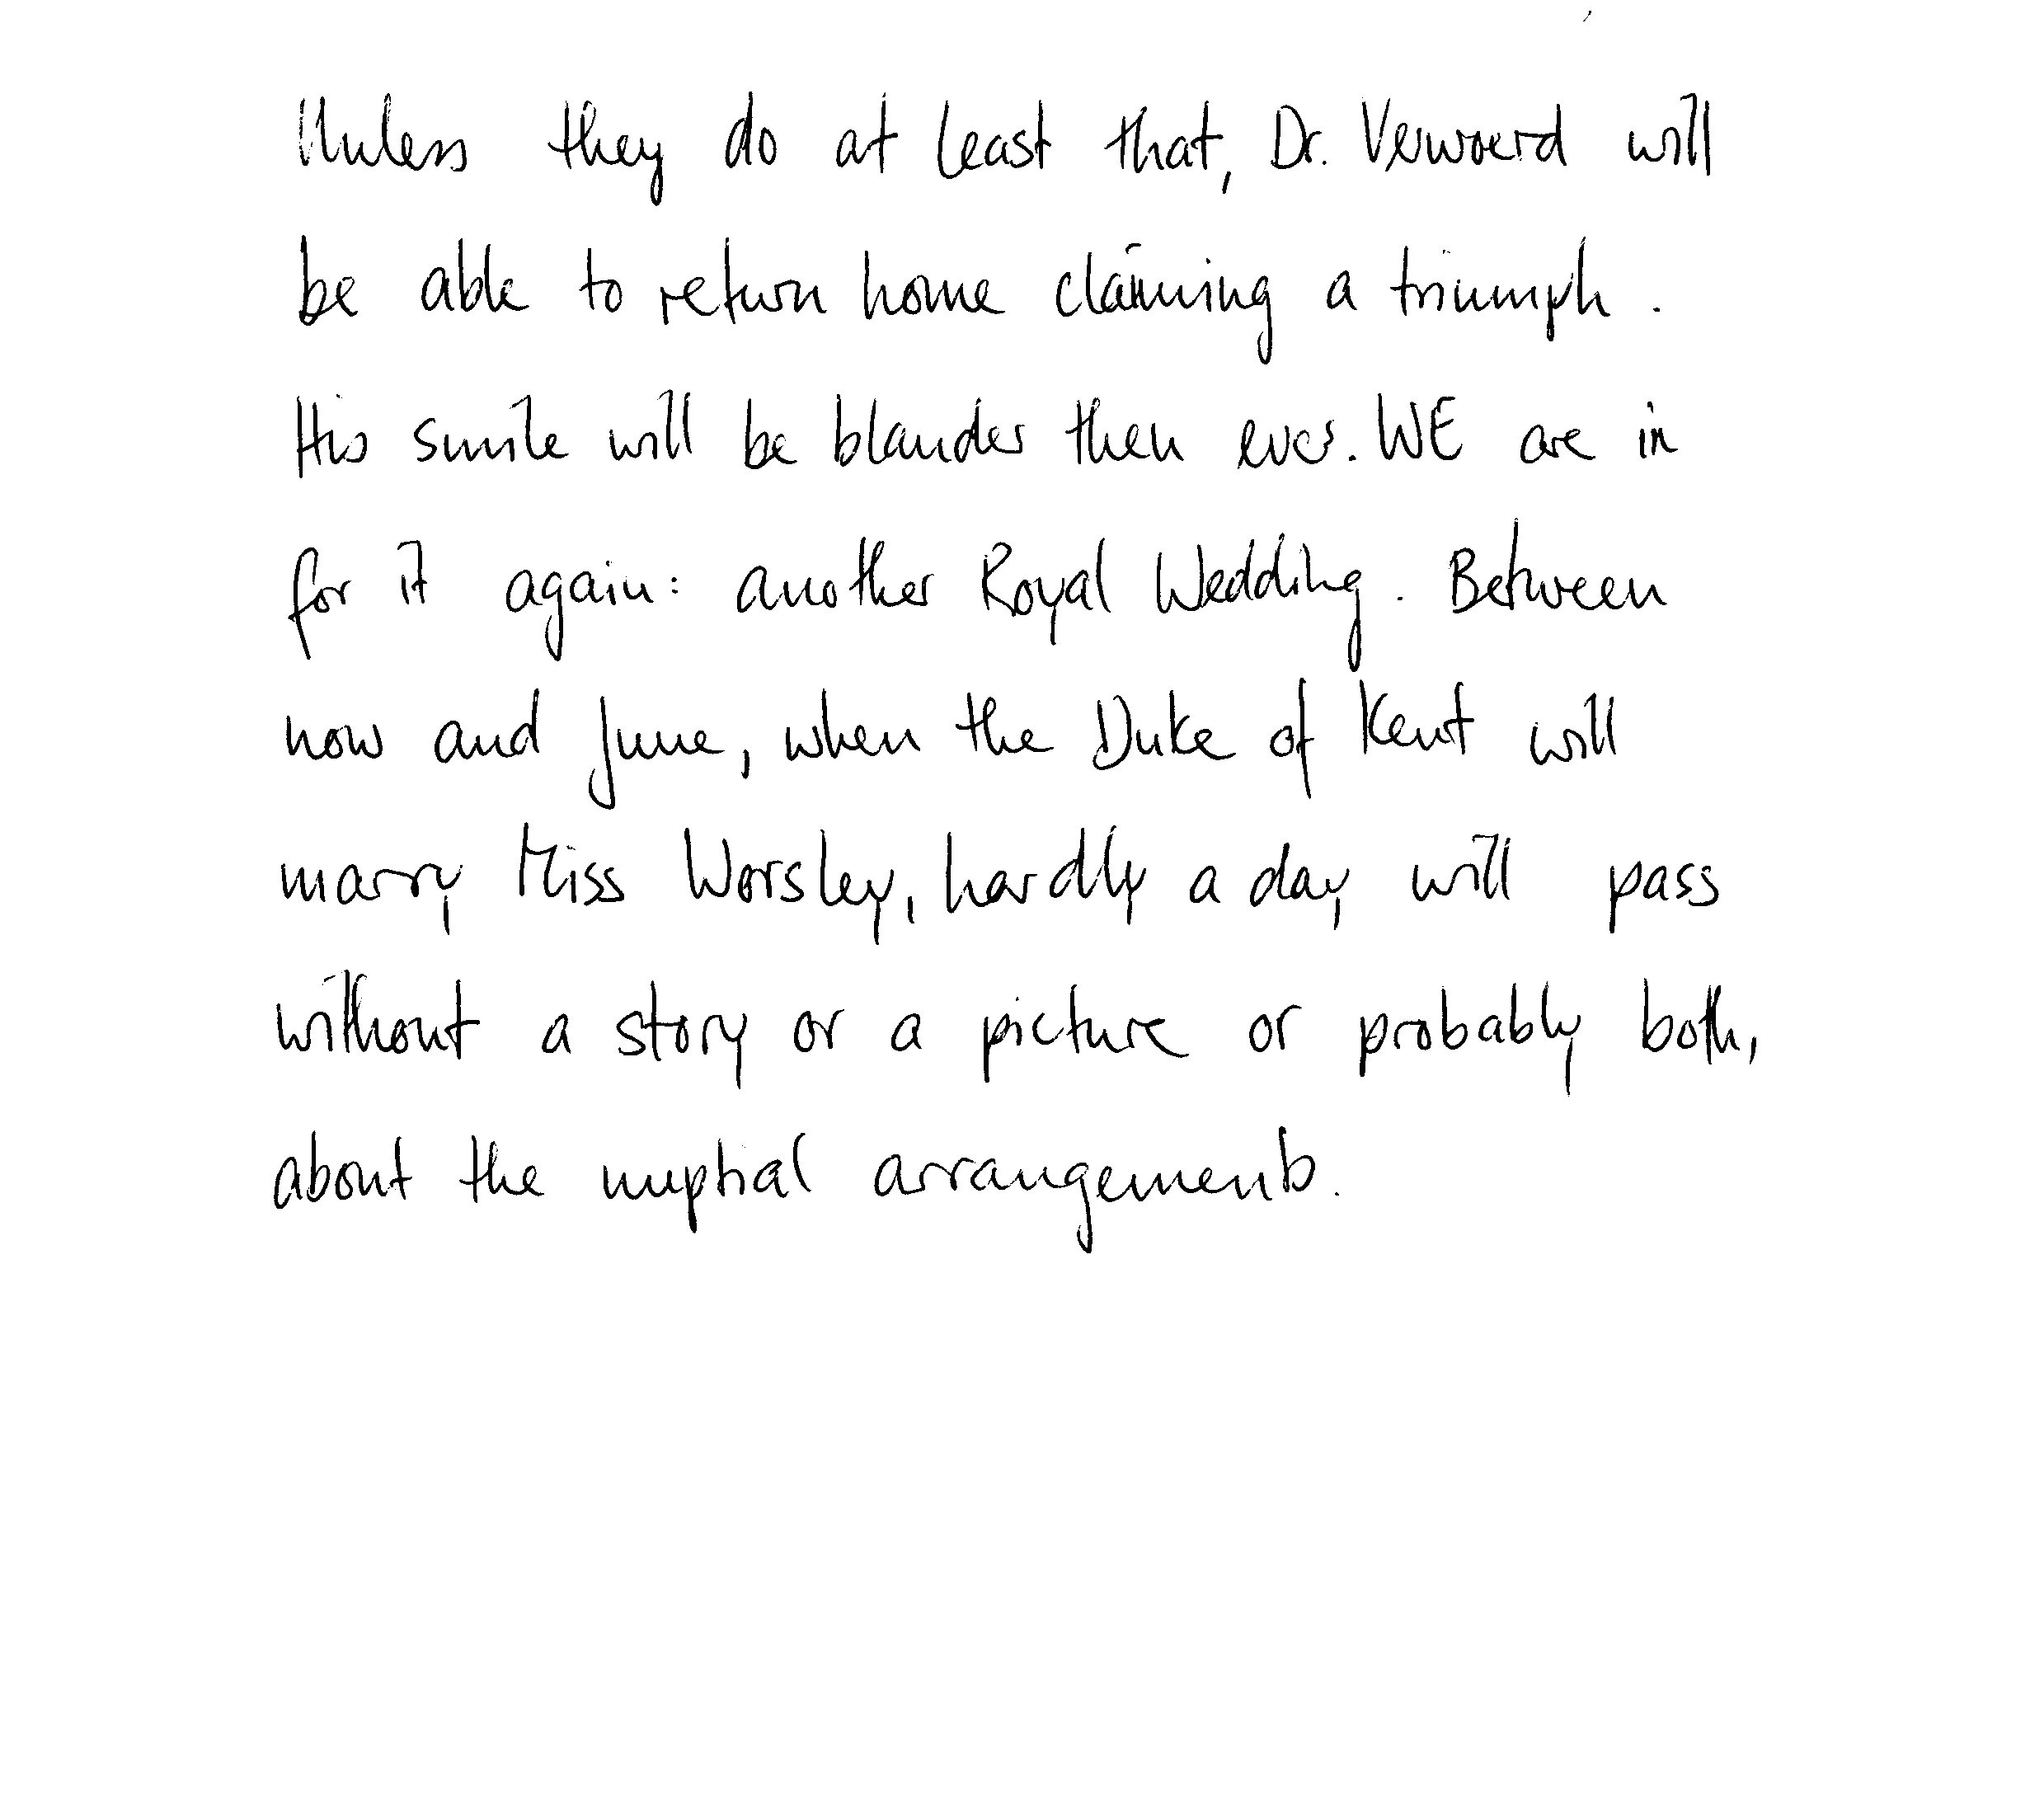 Unless they do at least that, Dr. Verwoerd will
be able to return home claiming a triumph.
His smile will be blander then ever. WE are in
for it again: another Royal Wedding. Between
now and June, when the Duke of Kent will
marry Miss Worsley, hardly a day will pass
without a story or a picture or probably both,
about the nuptial arrangements.